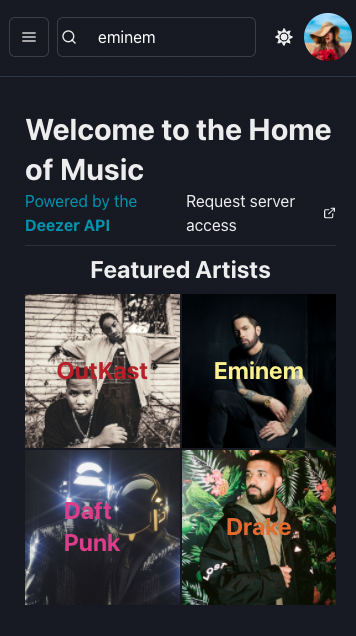 eminem
Welcome to the Home
of Music
Powered by the
Deezer API
Request server
access
Featured Artists
OutKast
Eminem
Daft
Punk
Drake